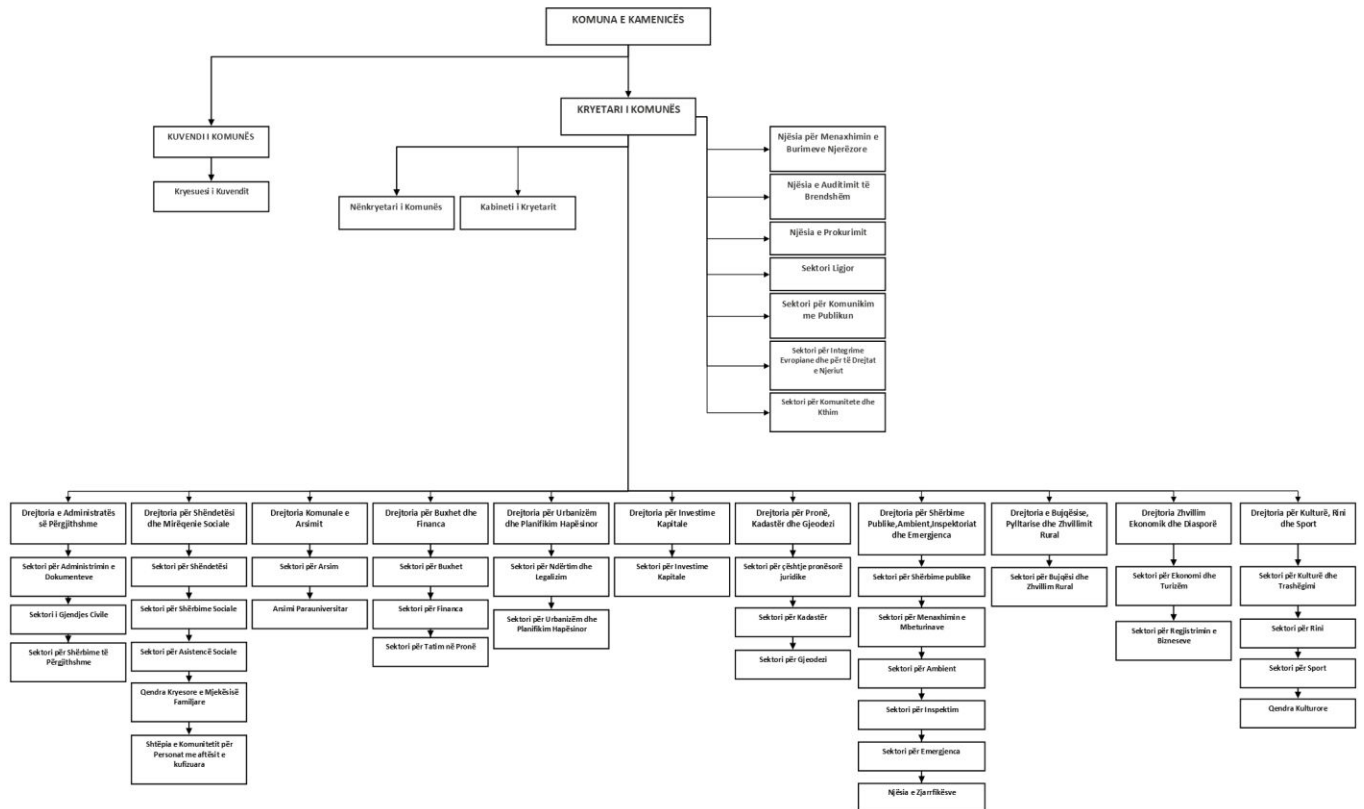 KOMUNA E KAMENICËS
KRYETARI I KOMUNËS
KUVENDI I KOMUNËS
Kryesuesi i Kuvendit
Nënkryetari i Komunës
Kabineti i Kryetarit
Njësia për Menaxhimin e
Burimeve Njerëzore
Njësia e Auditimit të
Brendshëm
Njësia e Prokurimit
Sektori Ligjor
Sektori për Komunikim
me Publikun
Sektori për Integrime
Evropiane dhe për të Drejtat
e Njeriut
Sektori për Komunitete dhe
Kthim
Drejtoria e Administratës
së Përgjithshme
Sektori për Administrimin e
Dokumenteve
Sektori i Gjendjes Civile
Sektori për Shërbime të
Përgjithshme
Drejtoria për Shëndetësi
dhe Mirëqenie Sociale
Sektori për Shëndetësi
Sektori për Shërbime Sociale
Sektori për Asistencë Sociale
Qendra Kryesore e Mjekësisë
Familjare
Shtëpia e Komunitetit për
Personat me aftësit e
kufizuara
Drejtoria Komunale e
Arsimit
Sektori për Arsim
Arsimi Parauniversitar
Drejtoria për Buxhet dhe
Financa
Sektori për Buxhet
Sektori për Financa
Sektori për Tatim në Pronë
Drejtoria për Urbanizëm
dhe Planifikim Hapësinor
Sektori për Ndërtim dhe
Legalizim
Sektori për Urbanizëm dhe
Planifikim Hapësinor
Drejtoria për Investime
Kapitale
Sektori për Investime
Kapitale
Drejtoria për Pronë,
Kadastër dhe Gjeodezi
Sektori për çështje pronësorë
juridike
Sektori për Kadastër
Sektori për Gjeodezi
Drejtoria për Shërbime
Publike,Ambient,Inspektoriat
dhe Emergjenca
Sektori për Shërbime publike
Sektori për Menaxhimin e
Mbeturinave
Sektori për Ambient
Sektori për Inspektim
Sektori për Emergjenca
Njësia e Zjarrfikësve
Drejtoria e Bujqësise,
Pylltarise dhe Zhvillimit
Rural
Sektori për Bujqësi dhe
Zhvillim Rural
Drejtoria Zhvillim
Ekonomik dhe Diasporë
Sektori për Ekonomi dhe
Turizëm
Sektori për Regjistrimin e
Bizneseve
Drejtoria për Kulturë, Rini
dhe Sport
Sektori për Kulturë dhe
Trashëgimi
Sektori për Rini
Sektori për Sport
Qendra Kulturore